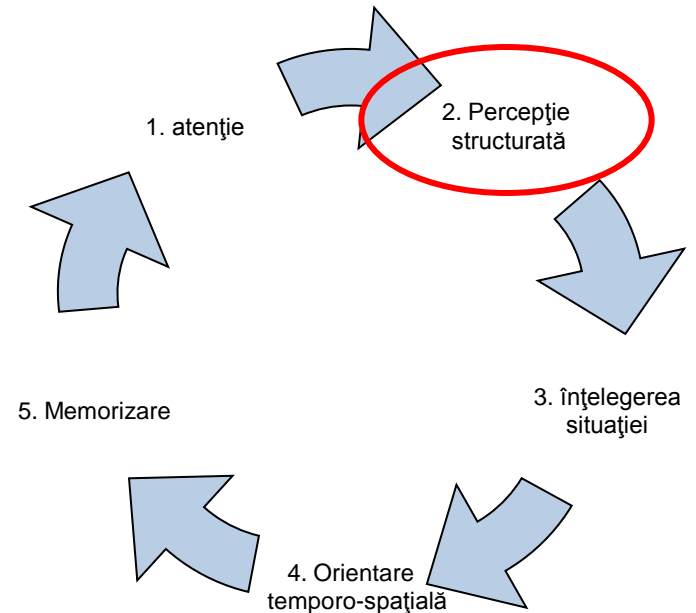 1. atenţie
2. Percepţie
structurată
3. înţelegerea
situaţiei
4. Orientare
temporo-spaţială
5. Memorizare